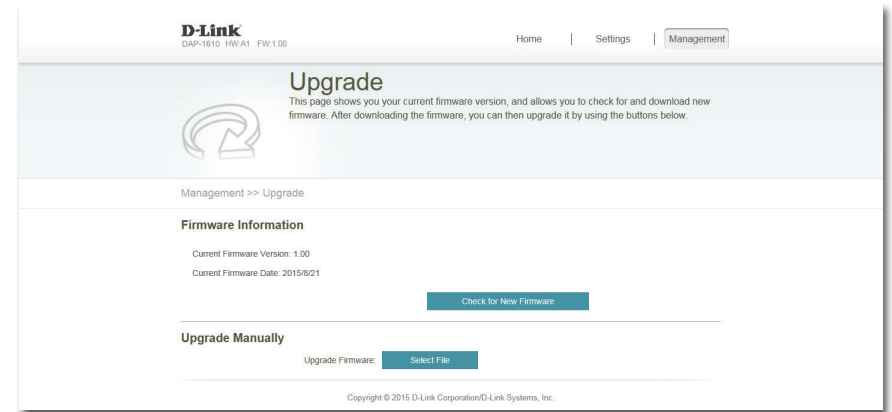 D-Link
DAP-1610 HW:A1 FW:1.00
Home | Settings | Management
Upgrade
This page shows you your current firmware version, and allows you to check for and download new
firmware. After downloading the firmware, you can then upgrade it by using the buttons below.
Management >> Upgrade
Firmware Information
Current Firmware Version: 1.00
Current Firmware Date: 2015/8/21
Check for New Firmware
Upgrade Manually
Upgrade Firmware: Select File
Copyright © 2015 D-Link Corporation/D-Link Systems, Inc.